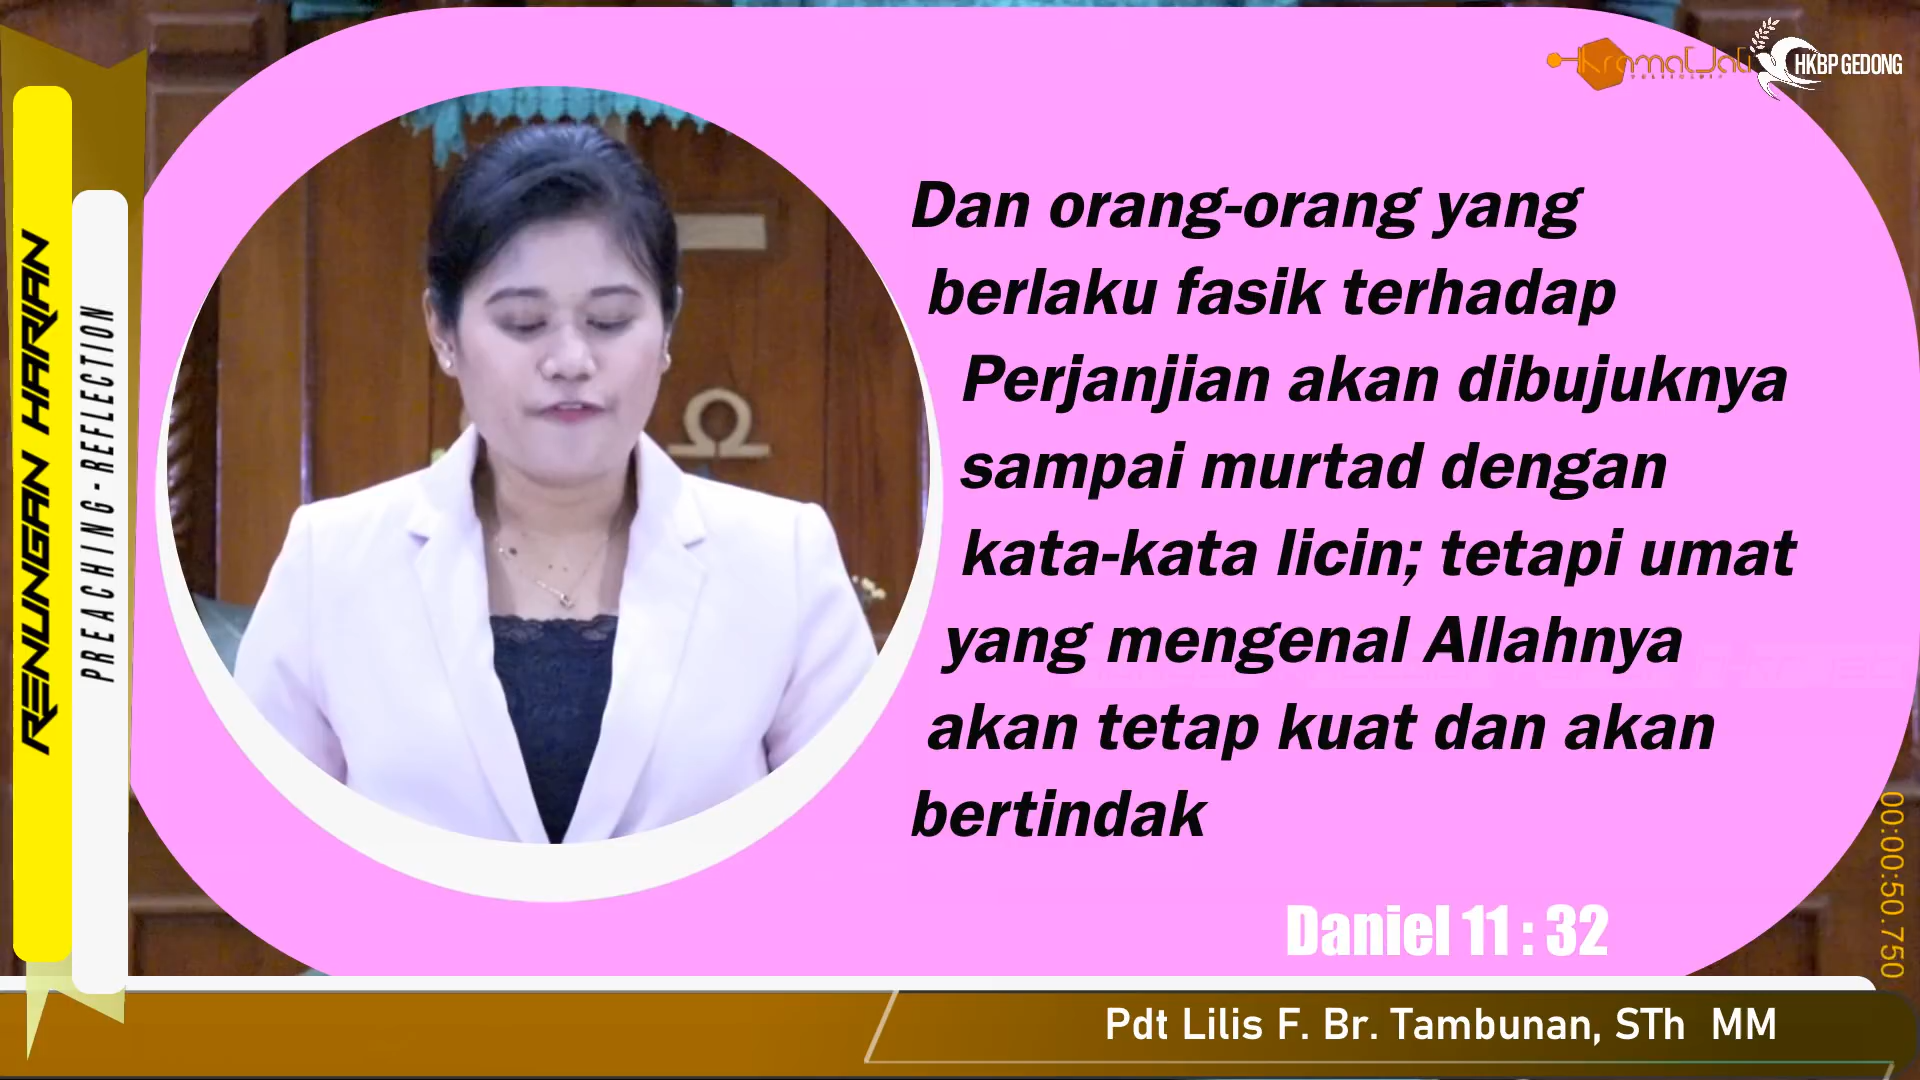 Kramat Jati
HKBP GEDONG
RENUNGAN HARIAN
PREACHING - REFLECTION
Dan orang-orang yang
berlaku fasik terhadap
Perjanjian akan dibujuknya
sampai murtad dengan
kata-kata licin; tetapi umat
yang mengenal Allahnya
akan tetap kuat dan akan
bertindak
Daniel 11 : 32
00:00:50.750
Pdt Lilis F. Br. Tambunan, STh MM